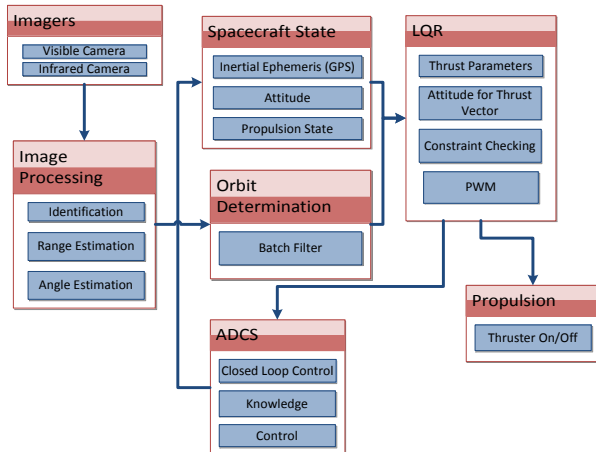 Imagers
Visible Camera
Infrared Camera
Image
Processing
Identification
Range Estimation
Angle Estimation
Spacecraft State
Inertial Ephemeris (GPS)
Attitude
Propulsion State
Orbit
Determination
Batch Filter
ADCS
Closed Loop Control
Knowledge
Control
LQR
Thrust Parameters
Attitude for Thrust
Vector
Constraint Checking
PWM
Propulsion
Thruster On/Off